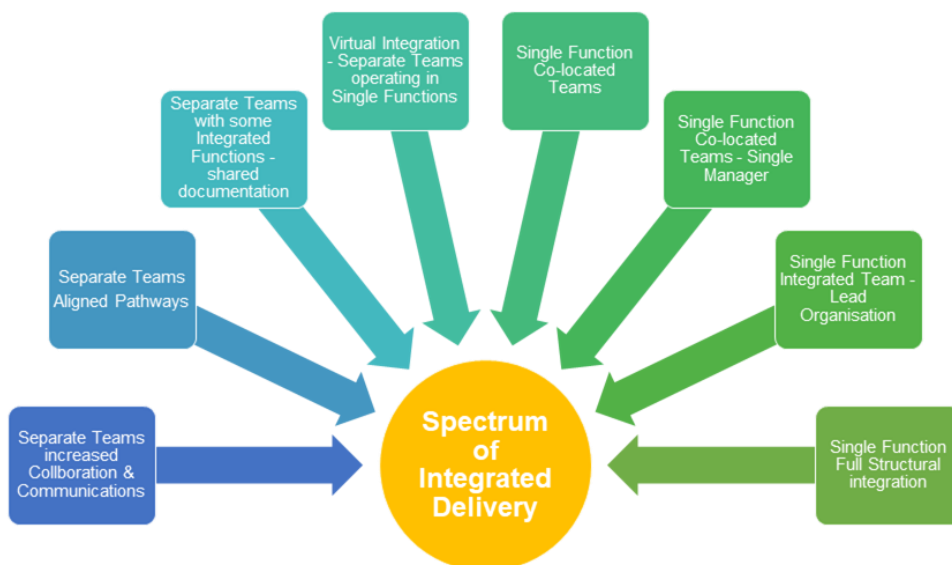 Separate Teams
increased
Collboration &
Communications
Separate Teams
Aligned Pathways
Separate Teams
with some
Integrated
Functions -
shared
documentation
Virtual Integration
- Separate Teams
operating in
Single Functions
Single Function
Co-located
Teams
Single Function
Co-located
Teams - Single
Manager
Single Function
Integrated Team -
Lead
Organisation
Single Function
Full Structural
integration
Spectrum
of
Integrated
Delivery